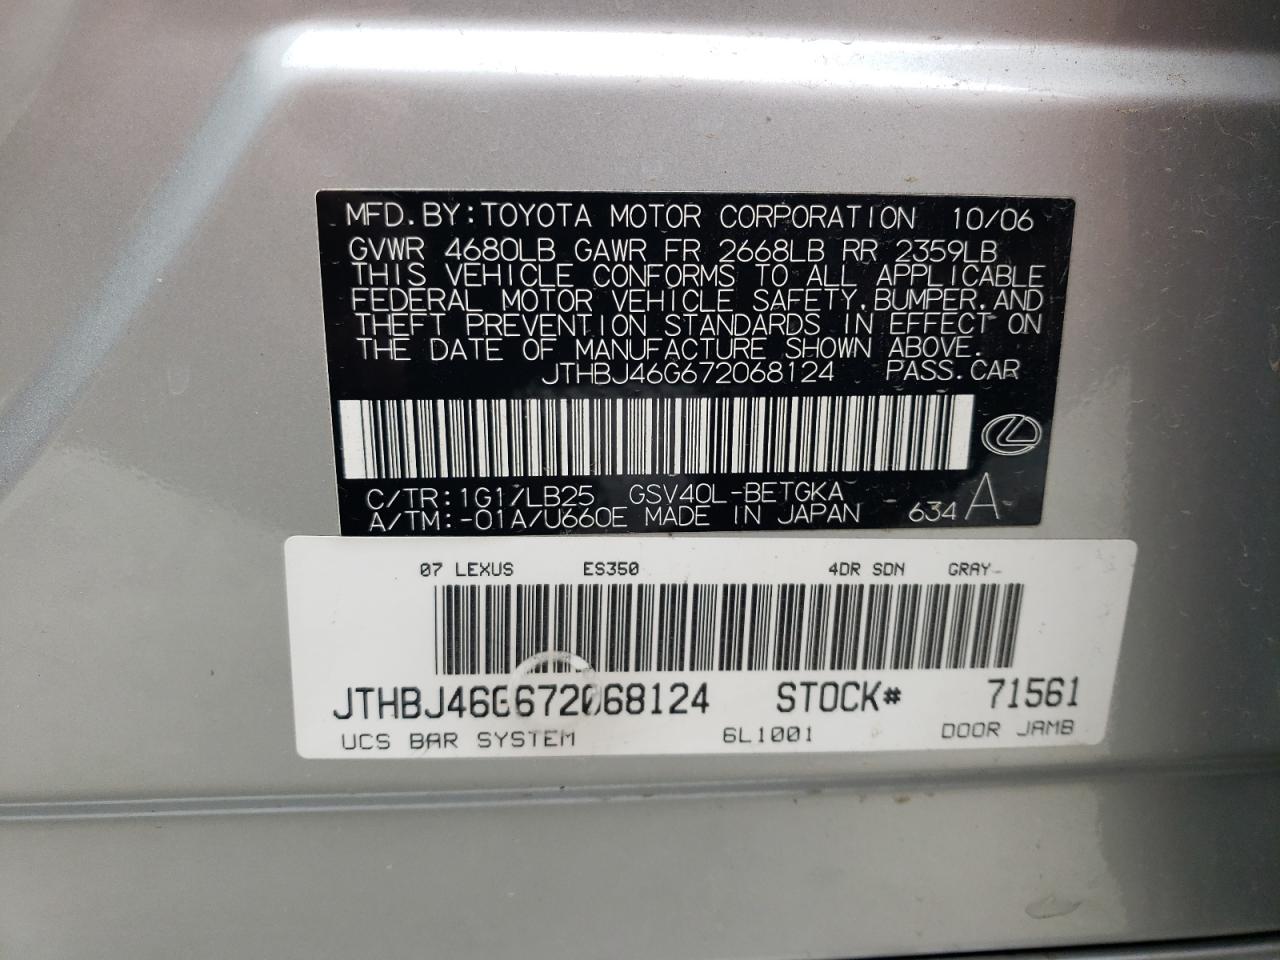 MFD.BY:TOYOTA MOTOR CORPORATION 10/06
GVWR 4680LB GAWR FR 2668LB RR 2359LB
THIS VEHICLE CONFORMS TO ALL APPLICABLE
FEDERAL MOTOR VEHICLE SAFETY,BUMPER,AND
THEFT PREVENTION STANDARDS IN EFFECT ON
THE DATE OF MANUFACTURE SHOWN ABOVE.
JTHBJ46G672068124 PASS.CAR
C/TR:1G1/LB25 GSV40L-BETGKA
A/TM:-01A/U660E MADE IN JAPAN 634 A
07 LEXUS ES350 4DR SDN GRAY-
JTHBJ46G672068124 STOCK# 71561
UCS BAR SYSTEM 6L1001 DOOR JAMB